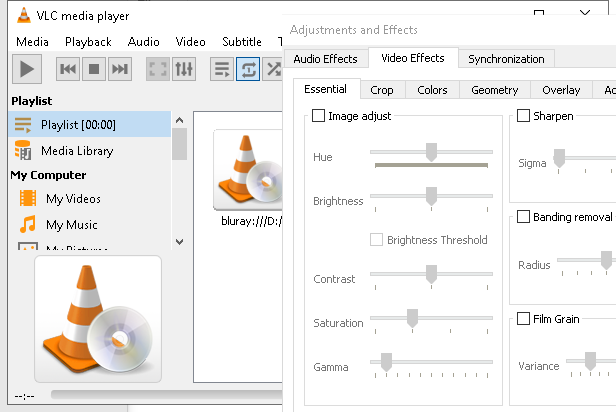 VLC media player
Media Playback Audio Video Subtitle T
Playlist
Playlist [00:00]
Media Library
My Computer
My Videos
My Music
My Pictures
bluray:///D:/
--:--
Adjustments and Effects
Audio Effects Video Effects Synchronization
Essential Crop Colors Geometry Overlay
Image adjust
Hue
Brightness
Brightness Threshold
Contrast
Saturation
Gamma
Sharpen
Sigma
Banding removal
Radius
Film Grain
Variance